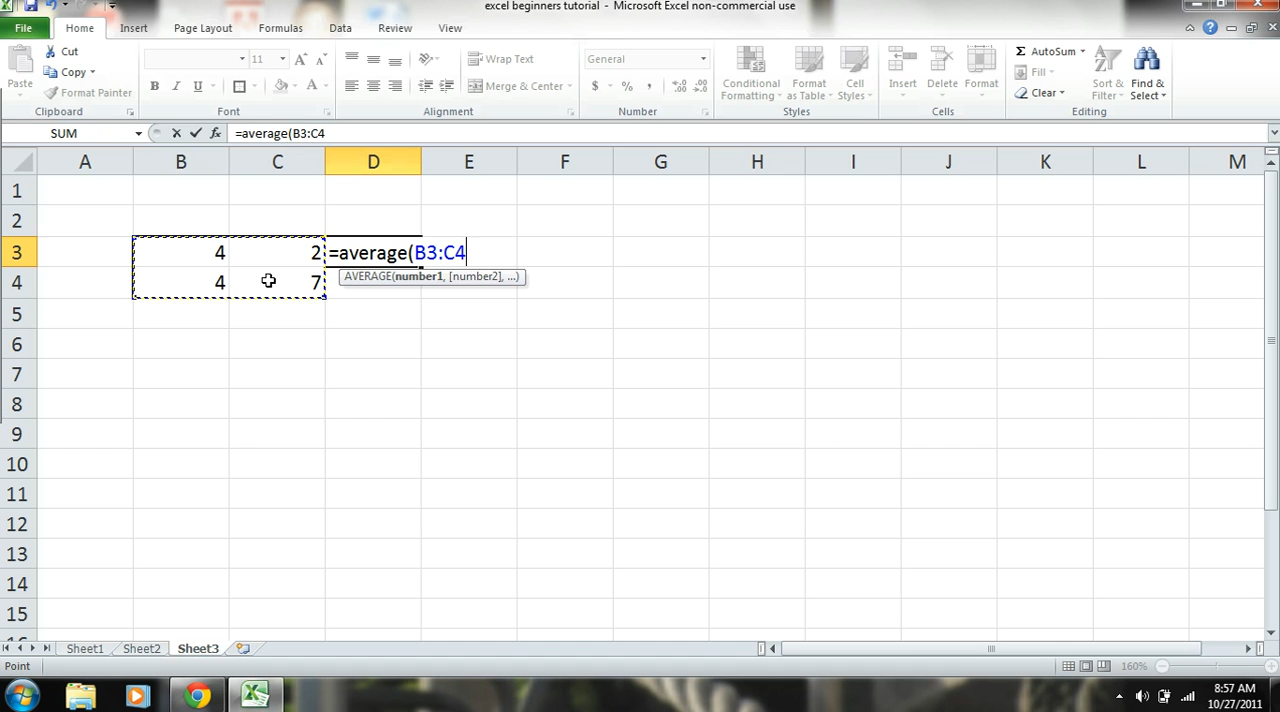 excel beginners tutorial - Microsoft Excel non-commercial use
File Home Insert Page Layout Formulas Data Review View
Paste
Cut
Copy
Format Painter
Clipboard
11
A A
B I U
A
Font
Wrap Text
Merge & Center
Alignment
General
$ % , .00 .0
Number
Conditional Formatting
Format as Table
Cell Styles
Styles
Insert
Delete
Format
Cells
Σ AutoSum
Fill
Clear
Sort & Filter
Find & Select
Editing
SUM fx =average(B3:C4
A B C D E F G H I J K L M
1
2
3 4 2 =average(B3:C4
AVERAGE(number1, [number2], ...)
4 4 7
5
6
7
8
9
10
11
12
13
14
15
16
Sheet1 Sheet2 Sheet3
Point 160%
8:57 AM
10/27/2011